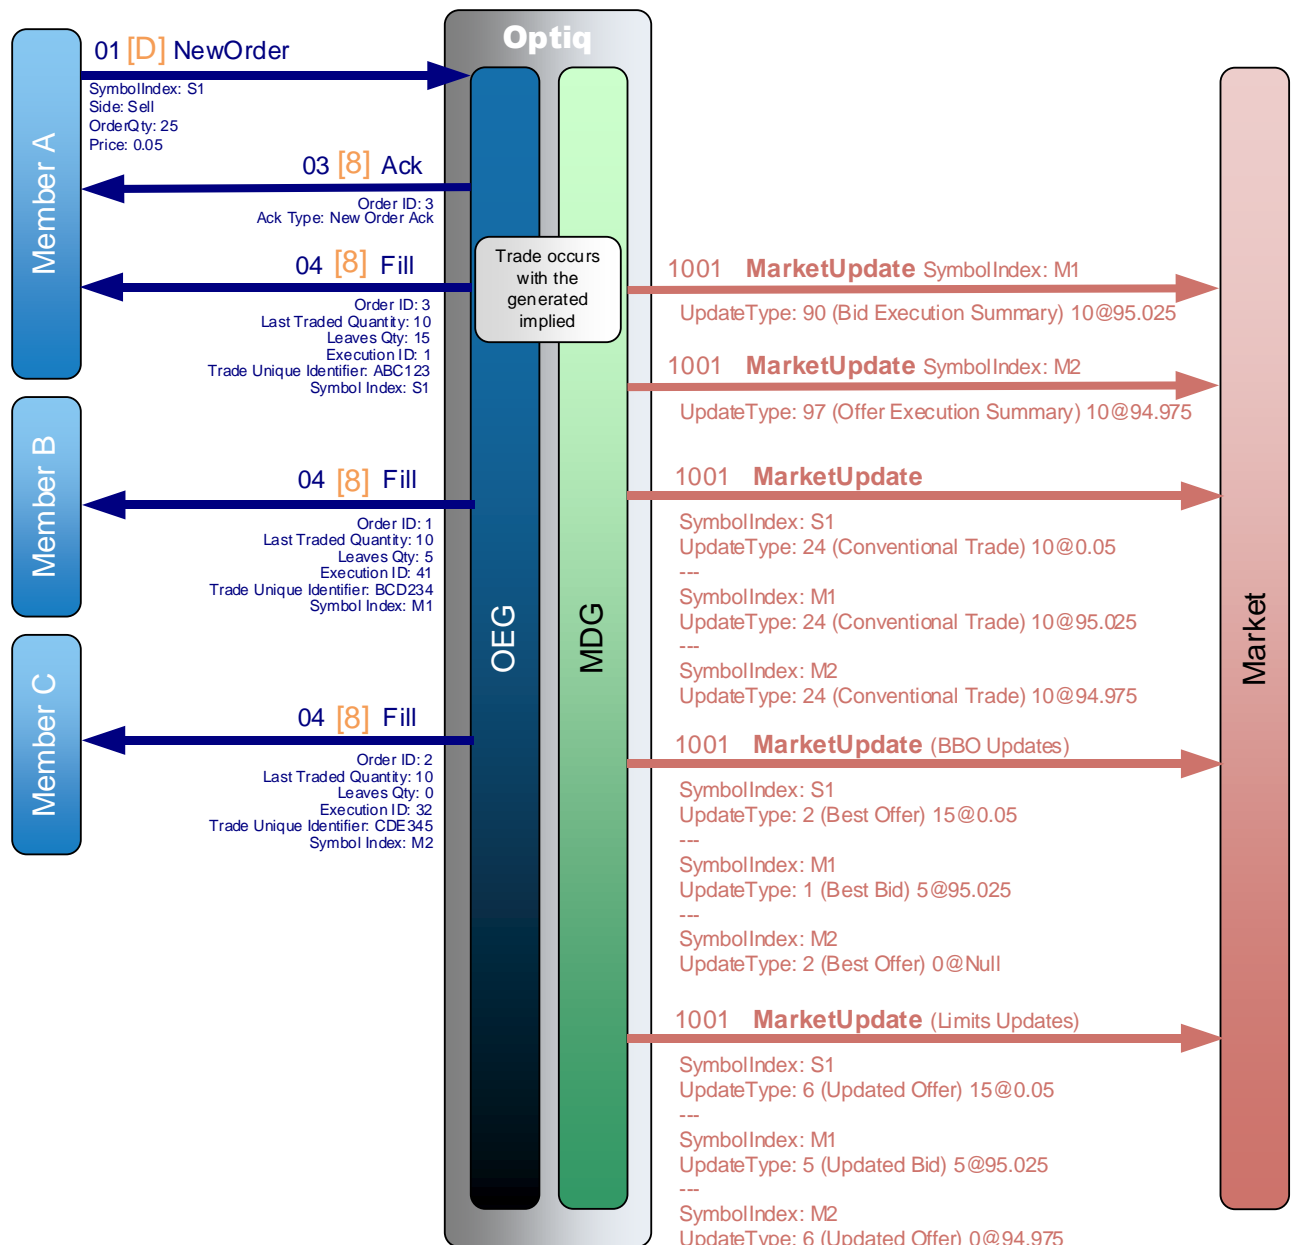 Optiq
Member A
01 [D] NewOrder
SymbolIndex: S1
Side: Sell
OrderQty: 25
Price: 0.05
03 [8] Ack
Order ID: 3
Ack Type: New Order Ack
04 [8] Fill
Order ID: 3
Last Traded Quantity: 10
Leaves Qty: 15
Execution ID: 1
Trade Unique Identifier: ABC123
Symbol Index: S1
Member B
04 [8] Fill
Order ID: 1
Last Traded Quantity: 10
Leaves Qty: 5
Execution ID: 41
Trade Unique Identifier: BCD234
Symbol Index: M1
Member C
04 [8] Fill
Order ID: 2
Last Traded Quantity: 10
Leaves Qty: 0
Execution ID: 32
Trade Unique Identifier: CDE345
Symbol Index: M2
OEG
MDG
Trade occurs
with the
generated
implied
1001 MarketUpdate SymbolIndex: M1
UpdateType: 90 (Bid Execution Summary) 10@95.025
1001 MarketUpdate SymbolIndex: M2
UpdateType: 97 (Offer Execution Summary) 10@94.975
1001 MarketUpdate
SymbolIndex: S1
UpdateType: 24 (Conventional Trade) 10@0.05
---
SymbolIndex: M1
UpdateType: 24 (Conventional Trade) 10@95.025
---
SymbolIndex: M2
UpdateType: 24 (Conventional Trade) 10@94.975
1001 MarketUpdate (BBO Updates)
SymbolIndex: S1
UpdateType: 2 (Best Offer) 15@0.05
---
SymbolIndex: M1
UpdateType: 1 (Best Bid) 5@95.025
---
SymbolIndex: M2
UpdateType: 2 (Best Offer) 0@Null
1001 MarketUpdate (Limits Updates)
SymbolIndex: S1
UpdateType: 6 (Updated Offer) 15@0.05
---
SymbolIndex: M1
UpdateType: 5 (Updated Bid) 5@95.025
---
SymbolIndex: M2
UpdateType: 6 (Updated Offer) 0@94.975
Market